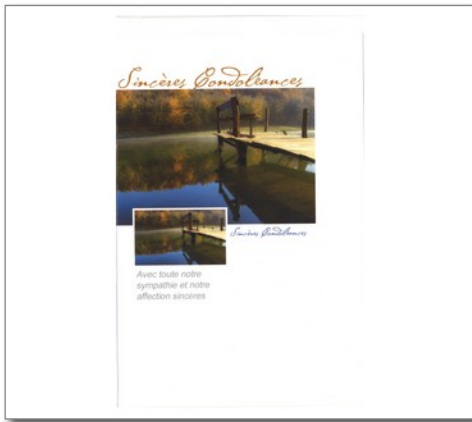 Sincères Condoléances
Sincères Condoléances
Avec toute notre
sympathie et notre
affection sincères